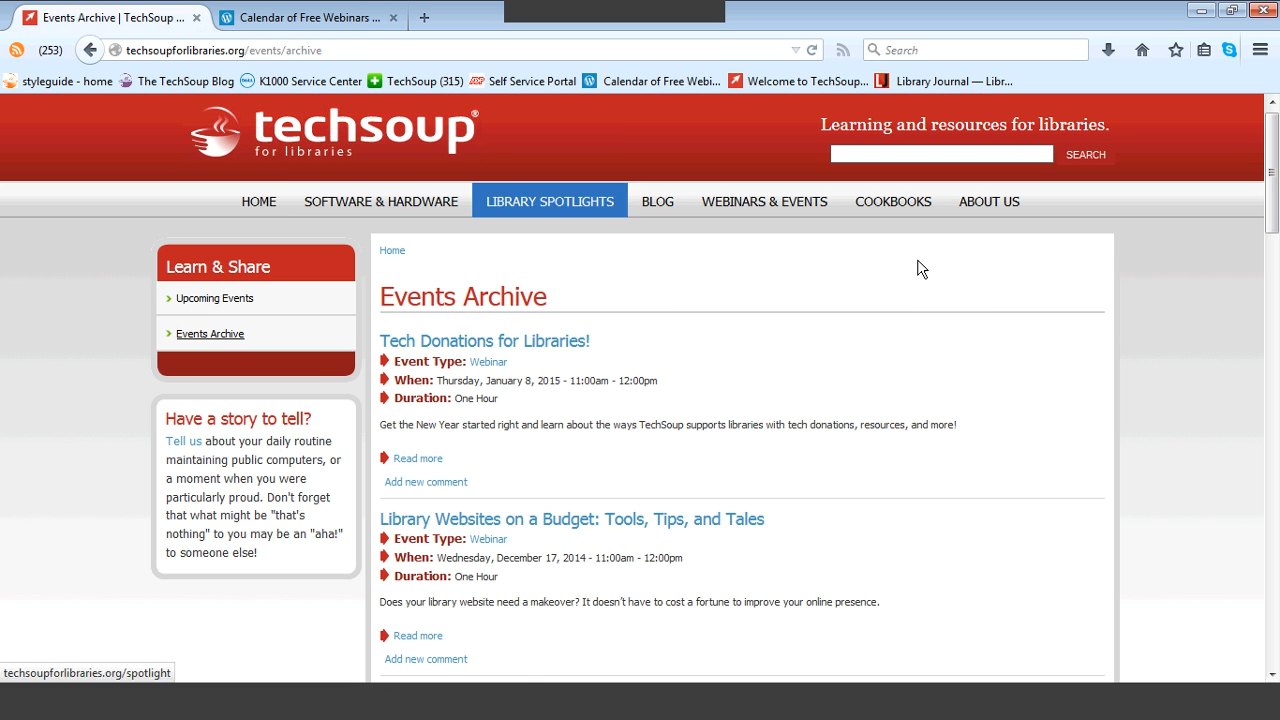 Events Archive | TechSoup ...
Calendar of Free Webinars ...
(253)
techsoupforlibraries.org/events/archive
Search
styleguide - home
The TechSoup Blog
K1000 Service Center
TechSoup (315)
Self Service Portal
Calendar of Free Webi...
Welcome to TechSoup...
Library Journal — Libr...
techsoup®
for libraries
Learning and resources for libraries.
SEARCH
HOME
SOFTWARE & HARDWARE
LIBRARY SPOTLIGHTS
BLOG
WEBINARS & EVENTS
COOKBOOKS
ABOUT US
Learn & Share
Upcoming Events
Events Archive
Have a story to tell?
Tell us about your daily routine
maintaining public computers, or
a moment when you were
particularly proud. Don't forget
that what might be "that's
nothing" to you may be an "aha!"
to someone else!
Home
Events Archive
Tech Donations for Libraries!
Event Type: Webinar
When: Thursday, January 8, 2015 - 11:00am - 12:00pm
Duration: One Hour
Get the New Year started right and learn about the ways TechSoup supports libraries with tech donations, resources, and more!
Read more
Add new comment
Library Websites on a Budget: Tools, Tips, and Tales
Event Type: Webinar
When: Wednesday, December 17, 2014 - 11:00am - 12:00pm
Duration: One Hour
Does your library website need a makeover? It doesn't have to cost a fortune to improve your online presence.
Read more
Add new comment
techsoupforlibraries.org/spotlight